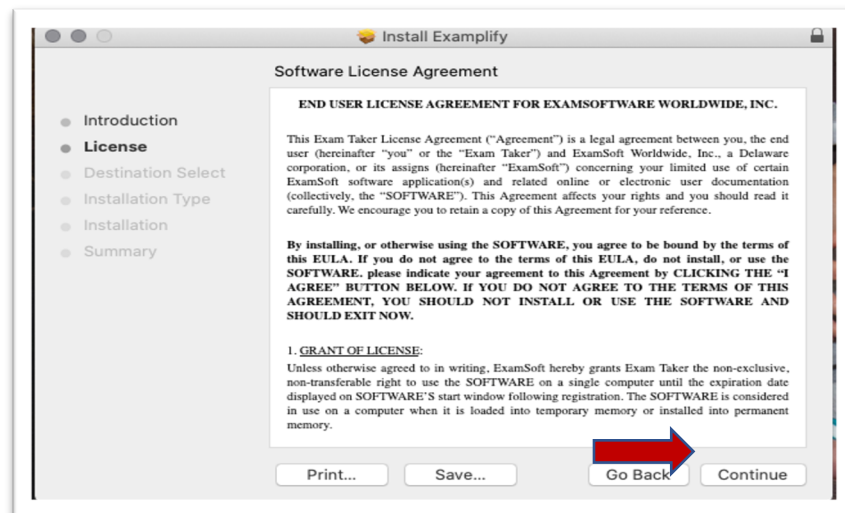 Install Examplify
Software License Agreement
Introduction
License
Destination Select
Installation Type
Installation
Summary
END USER LICENSE AGREEMENT FOR EXAMSOFTWARE WORLDWIDE, INC.
This Exam Taker License Agreement (“Agreement”) is a legal agreement between you, the end
user (hereinafter “you” or the “Exam Taker”) and ExamSoft Worldwide, Inc., a Delaware
corporation, or its assigns (hereinafter “ExamSoft”) concerning your limited use of certain
ExamSoft software application(s) and related online or electronic user documentation
(collectively, the “SOFTWARE”). This Agreement affects your rights and you should read it
carefully. We encourage you to retain a copy of this Agreement for your reference.
By installing, or otherwise using the SOFTWARE, you agree to be bound by the terms of
this EULA. If you do not agree to the terms of this EULA, do not install, or use the
SOFTWARE. please indicate your agreement to this Agreement by CLICKING THE “I
AGREE” BUTTON BELOW. If YOU DO NOT AGREE TO THE TERMS OF THIS
AGREEMENT, YOU SHOULD NOT INSTALL OR USE THE SOFTWARE AND
SHOULD EXIT NOW.
1. GRANT OF LICENSE:
Unless otherwise agreed to in writing, ExamSoft hereby grants Exam Taker the non-exclusive,
non-transferable right to use the SOFTWARE on a single computer until the expiration date
displayed on SOFTWARE'S start window following registration. The SOFTWARE is considered
in use on a computer when it is loaded into temporary memory or installed into permanent
memory.
Print... Save... Go Back Continue